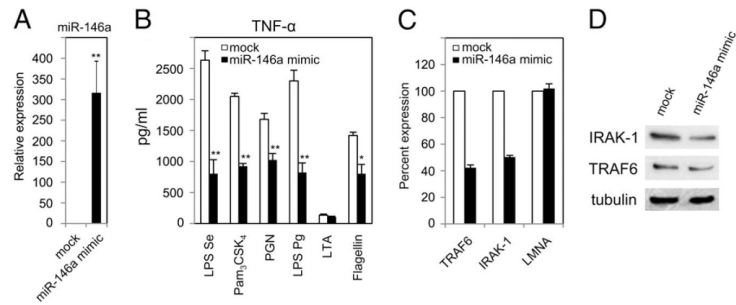 A
miR-146a
Relative expression
400
350
300
250
200
150
100
50
0
**
mock
miR-146a mimic
B
TNF-α
mock
miR-146a mimic
pg/ml
2500
2000
1500
1000
500
0
**
**
**
**
*
LPS Se
Pam₃CSK₄
PGN
LPS Pg
LTA
Flagellin
C
mock
miR-146a mimic
Percent expression
140
120
100
80
60
40
20
0
TRAF6
IRAK-1
LMNA
D
mock
miR-146a mimic
IRAK-1
TRAF6
tubulin